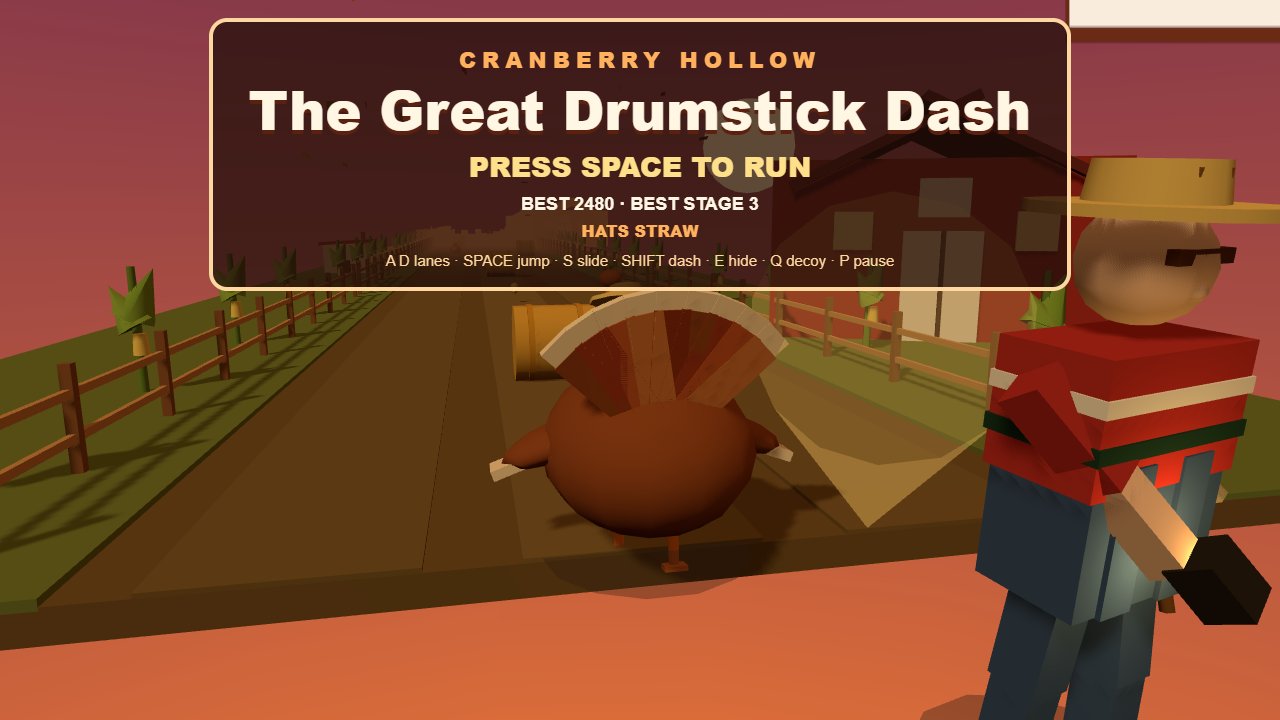 CRANBERRY HOLLOW
The Great Drumstick Dash
PRESS SPACE TO RUN
BEST 2480 · BEST STAGE 3
HATS STRAW
A D lanes · SPACE jump · S slide · SHIFT dash · E hide · Q decoy · P pause